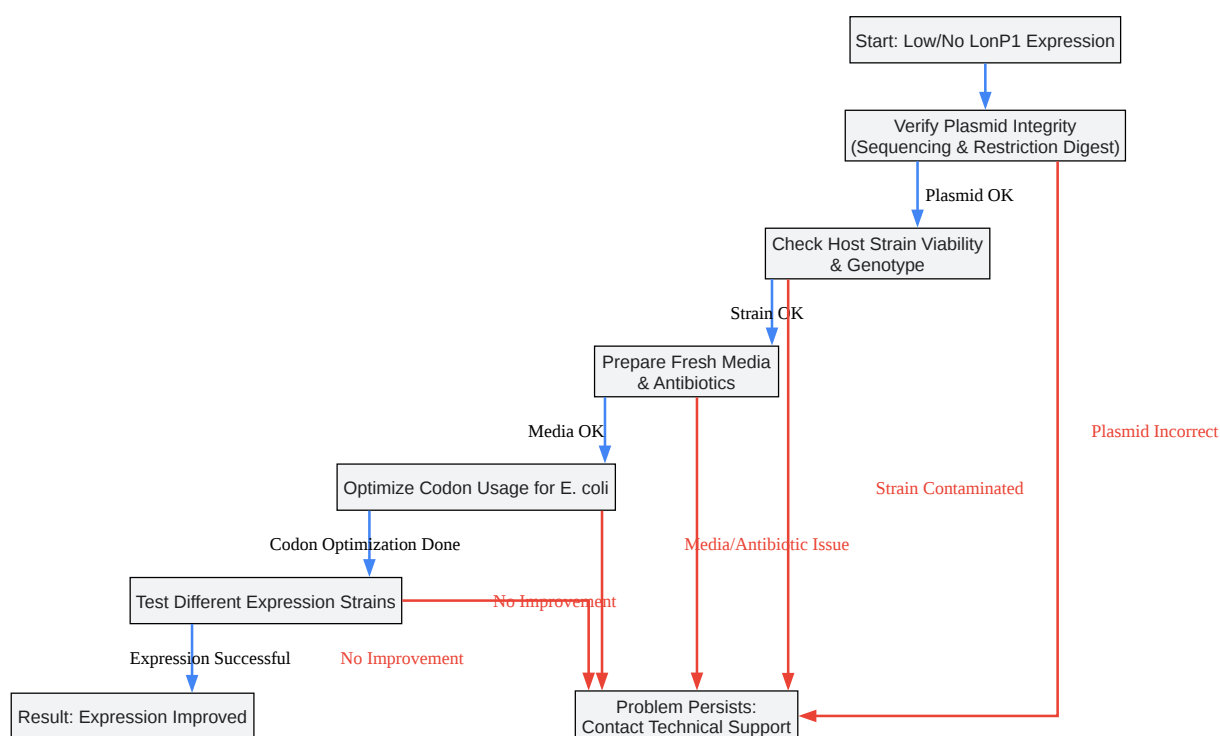 Start: Low/No LonP1 Expression
Verify Plasmid Integrity
(Sequencing & Restriction Digest)
Plasmid OK
Check Host Strain Viability
& Genotype
Strain OK
Prepare Fresh Media
& Antibiotics
Media OK
Plasmid Incorrect
Optimize Codon Usage for E. coli
Strain Contaminated
Codon Optimization Done
Media/Antibiotic Issue
Test Different Expression Strains
No Improvement
Expression Successful
No Improvement
Result: Expression Improved
Problem Persists:
Contact Technical Support